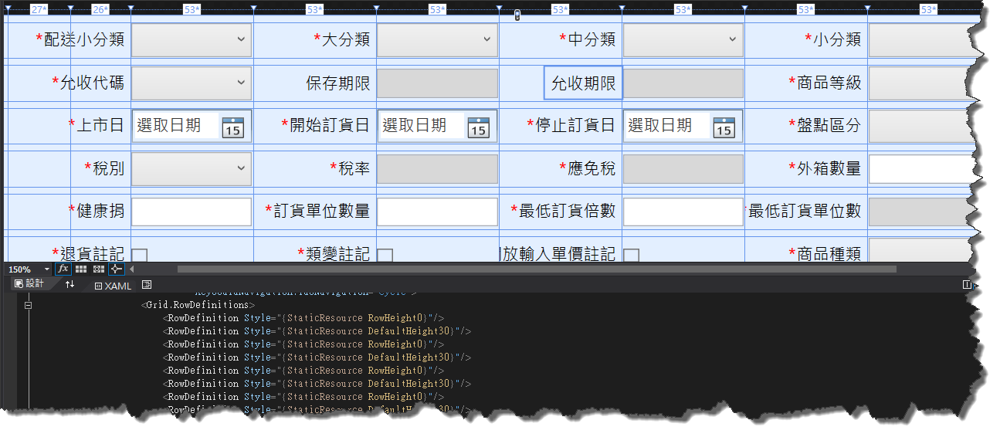 27* 26* 53* 53* 53* 53* 53* 53* 53*
*配送小分類 *大分類 *中分類 *小分類
*允收代碼 保存期限 允收期限 *商品等級
*上市日 選取日期 15 *開始訂貨日 選取日期 15 *停止訂貨日 選取日期 15 *盤點區分
*稅別 *稅率 *應免稅 *外箱數量
*健康捐 *訂貨單位數量 *最低訂貨倍數 *最低訂貨單位數
*退貨註記 *類變註記 放輸入單價註記 *商品種類
150% fx
設計 XAML
KeyboardNavigation.TabNavigation="Cycle">
<Grid.RowDefinitions>
<RowDefinition Style="{StaticResource RowHeight0}"/>
<RowDefinition Style="{StaticResource DefaultHeight30}"/>
<RowDefinition Style="{StaticResource RowHeight0}"/>
<RowDefinition Style="{StaticResource DefaultHeight30}"/>
<RowDefinition Style="{StaticResource RowHeight0}"/>
<RowDefinition Style="{StaticResource DefaultHeight30}"/>
<RowDefinition Style="{StaticResource RowHeight0}"/>
<RowDefinition Style="{StaticResource DefaultHeight30}"/>